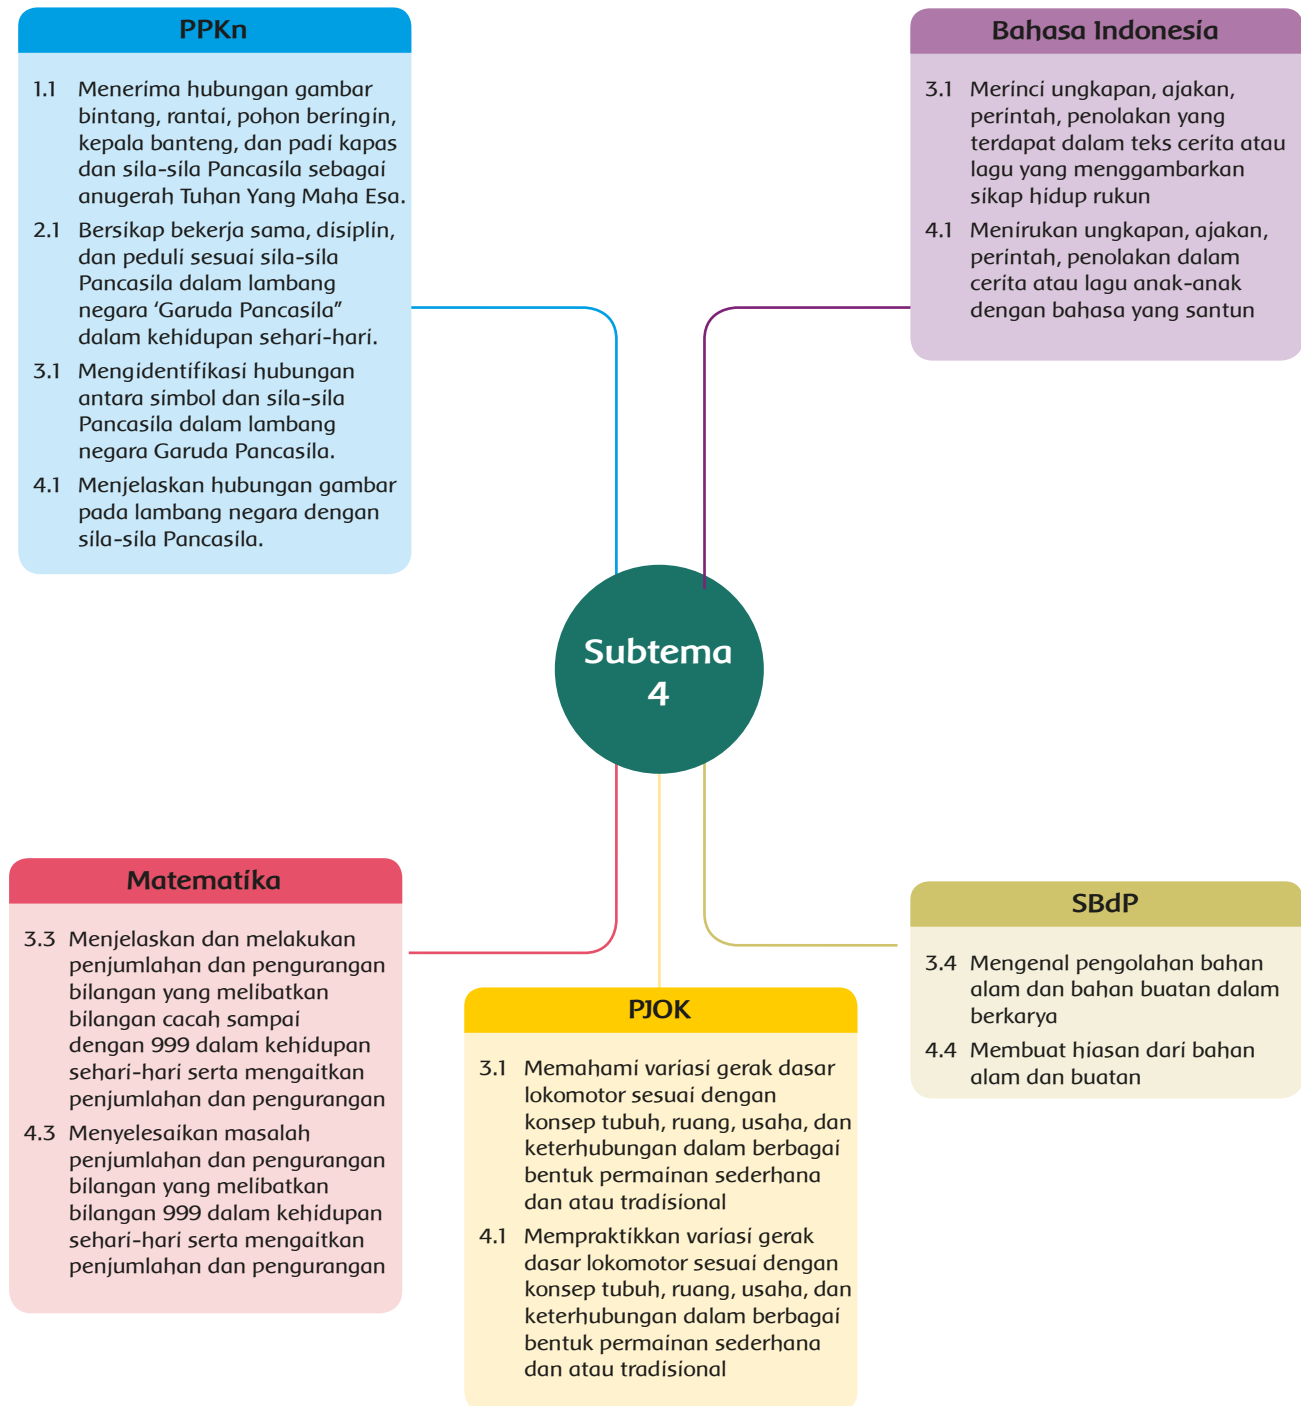 PPKn
1.1 Menerima hubungan gambar
bintang, rantai, pohon beringin,
kepala banteng, dan padi kapas
dan sila-sila Pancasila sebagai
anugerah Tuhan Yang Maha Esa.
2.1 Bersikap bekerja sama, disiplin,
dan peduli sesuai sila-sila
Pancasila dalam lambang
negara ‘Garuda Pancasila”
dalam kehidupan sehari-hari.
3.1 Mengidentifikasi hubungan
antara simbol dan sila-sila
Pancasila dalam lambang
negara Garuda Pancasila.
4.1 Menjelaskan hubungan gambar
pada lambang negara dengan
sila-sila Pancasila.
Bahasa Indonesia
3.1 Merinci ungkapan, ajakan,
perintah, penolakan yang
terdapat dalam teks cerita atau
lagu yang menggambarkan
sikap hidup rukun
4.1 Menirukan ungkapan, ajakan,
perintah, penolakan dalam
cerita atau lagu anak-anak
dengan bahasa yang santun
Subtema
4
Matematika
3.3 Menjelaskan dan melakukan
penjumlahan dan pengurangan
bilangan yang melibatkan
bilangan cacah sampai
dengan 999 dalam kehidupan
sehari-hari serta mengaitkan
penjumlahan dan pengurangan
4.3 Menyelesaikan masalah
penjumlahan dan pengurangan
bilangan yang melibatkan
bilangan 999 dalam kehidupan
sehari-hari serta mengaitkan
penjumlahan dan pengurangan
PJOK
3.1 Memahami variasi gerak dasar
lokomotor sesuai dengan
konsep tubuh, ruang, usaha, dan
keterhubungan dalam berbagai
bentuk permainan sederhana
dan atau tradisional
4.1 Mempraktikkan variasi gerak
dasar lokomotor sesuai dengan
konsep tubuh, ruang, usaha, dan
keterhubungan dalam berbagai
bentuk permainan sederhana
dan atau tradisional
SBdP
3.4 Mengenal pengolahan bahan
alam dan bahan buatan dalam
berkarya
4.4 Membuat hiasan dari bahan
alam dan buatan